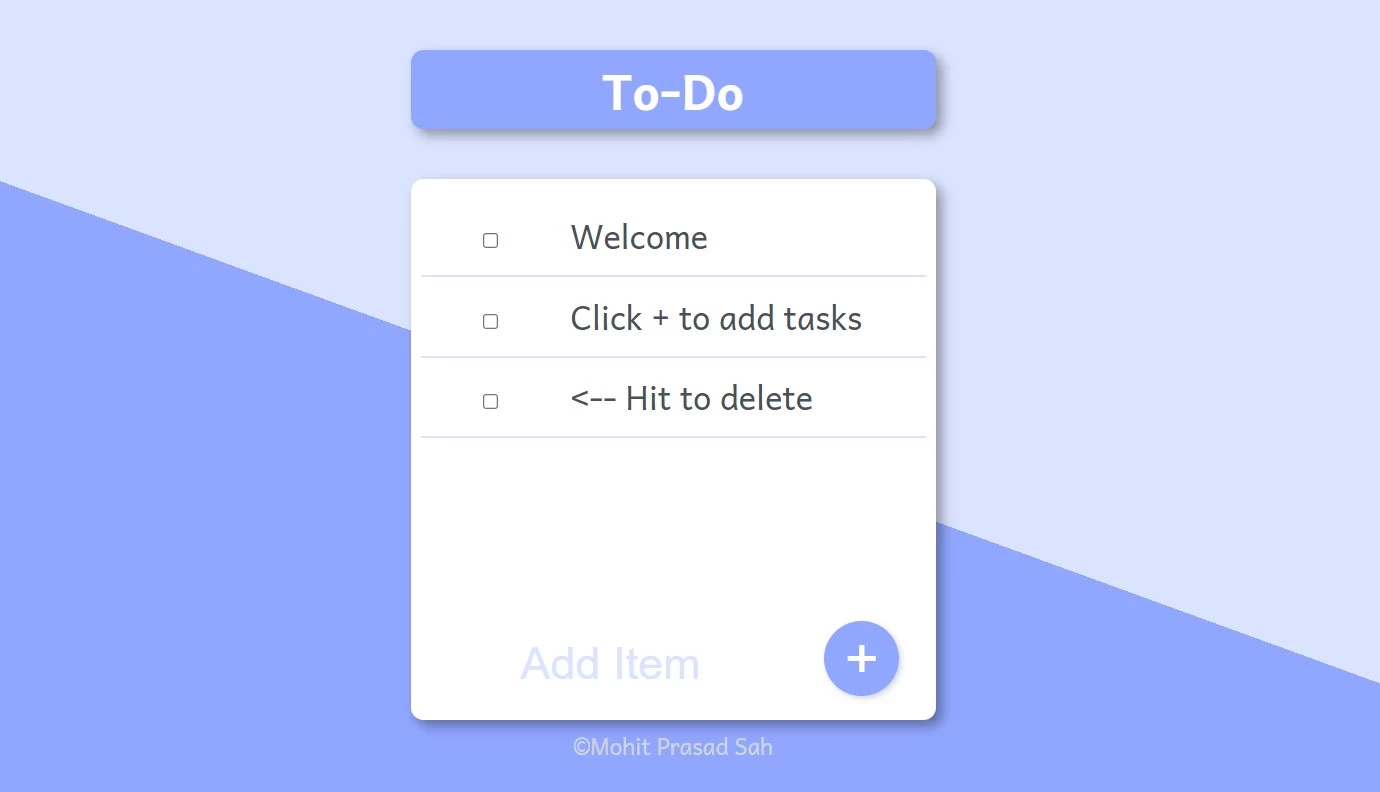 To-Do
Welcome
Click + to add tasks
<-- Hit to delete
Add Item
+
©Mohit Prasad Sah